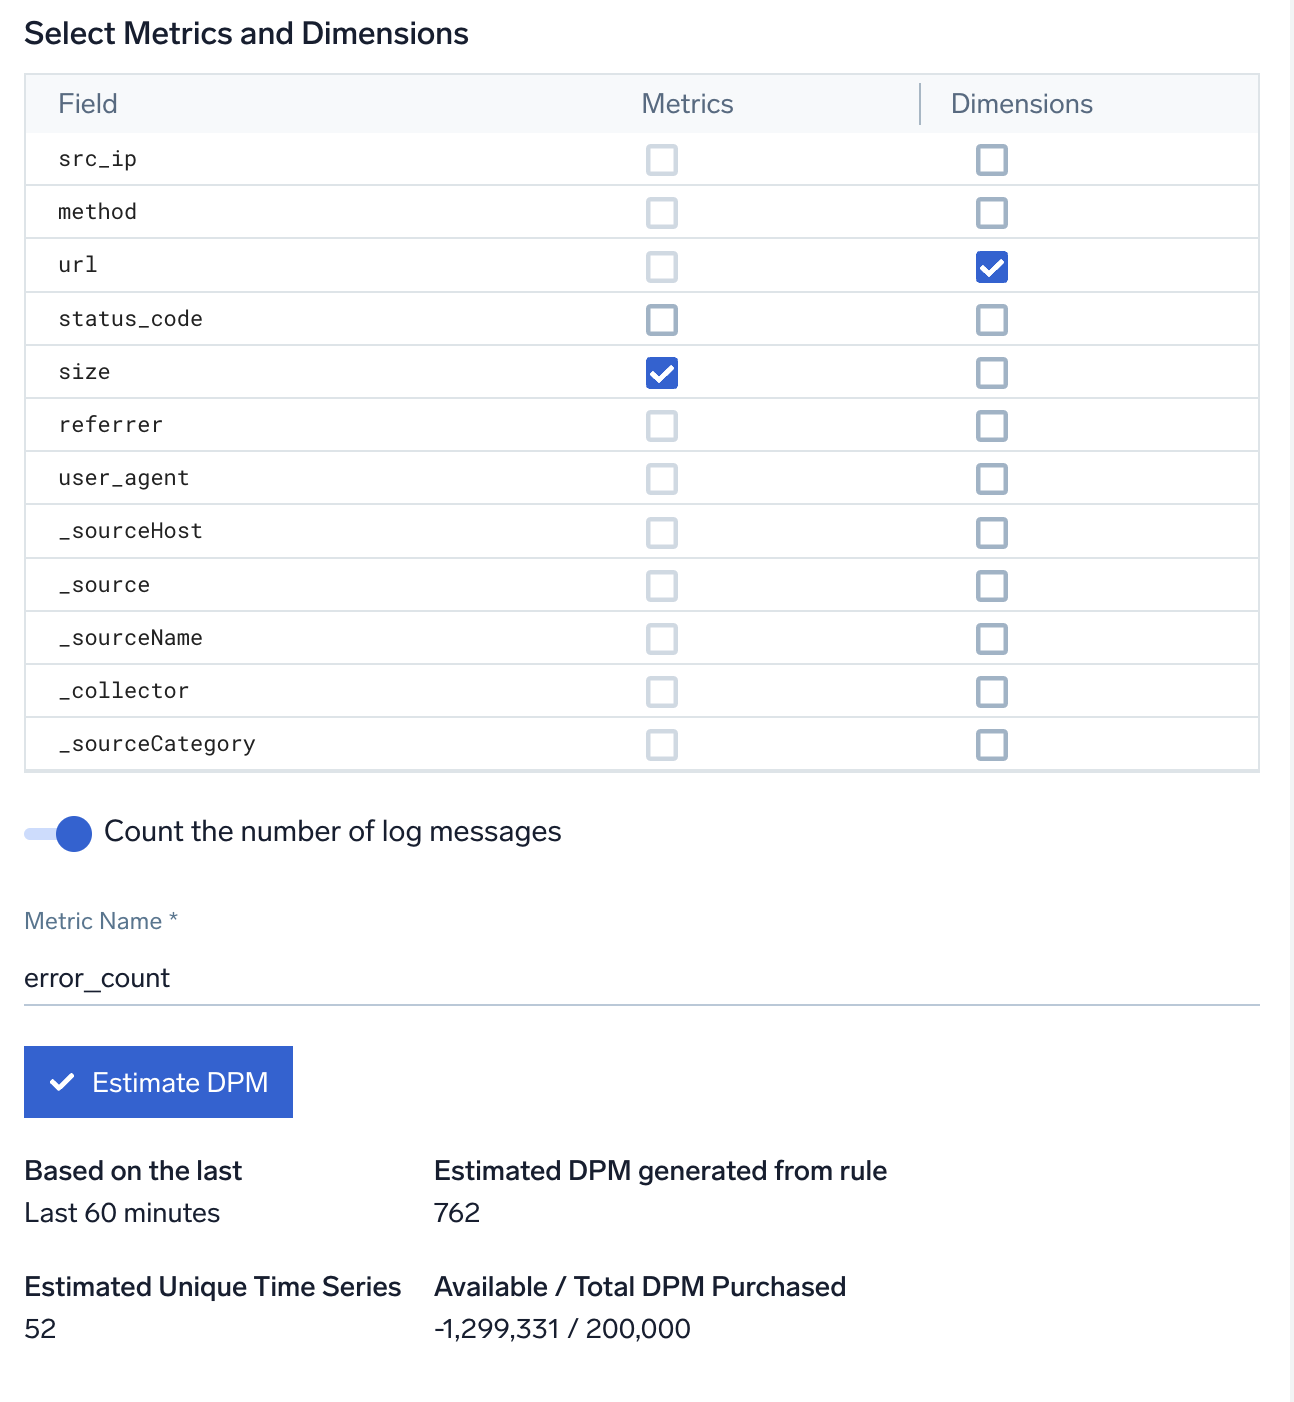 Select Metrics and Dimensions
Field Metrics Dimensions
src_ip
method
url
status_code
size
referrer
user_agent
_sourceHost
_source
_sourceName
_collector
_sourceCategory
Count the number of log messages
Metric Name *
error_count
Estimate DPM
Based on the last Estimated DPM generated from rule
Last 60 minutes 762
Estimated Unique Time Series Available / Total DPM Purchased
52 -1,299,331 / 200,000